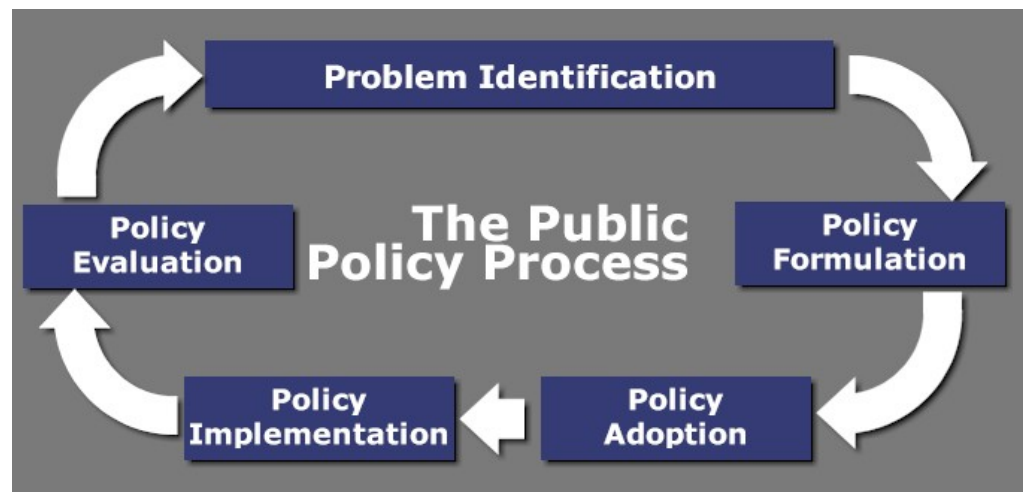 Problem Identification
The Public
Policy Process
Policy
Formulation
Policy
Adoption
Policy
Implementation
Policy
Evaluation